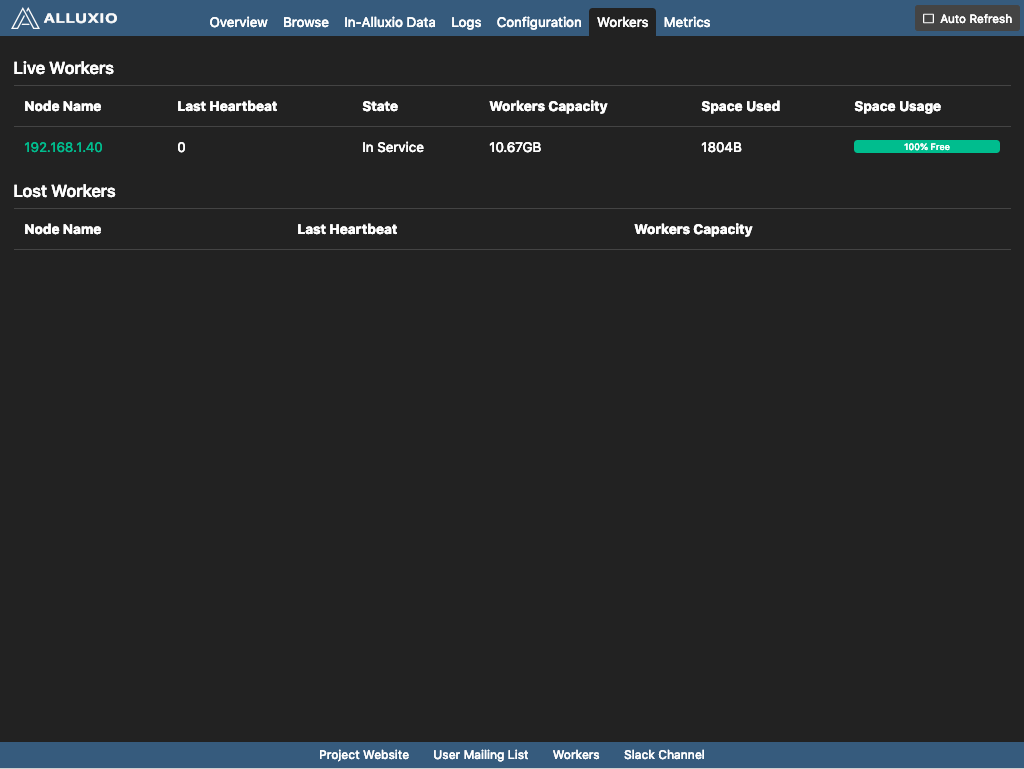 ALLUXIO Overview Browse In-Alluxio Data Logs Configuration Workers Metrics Auto Refresh
Live Workers
Node Name Last Heartbeat State Workers Capacity Space Used Space Usage
192.168.1.40 0 In Service 10.67GB 1804B 100% Free
Lost Workers
Node Name Last Heartbeat Workers Capacity
Project Website User Mailing List Workers Slack Channel